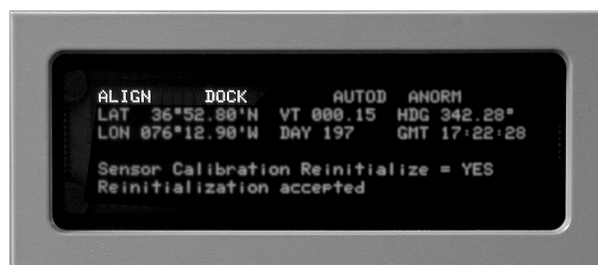 ALIGN DOCK AUTOD ANORM
LAT 36°52.80'N VT 000.15 HDG 342.28°
LON 076°12.90'W DAY 197 GMT 17:22:28
Sensor Calibration Reinitialize = YES
Reinitialization accepted